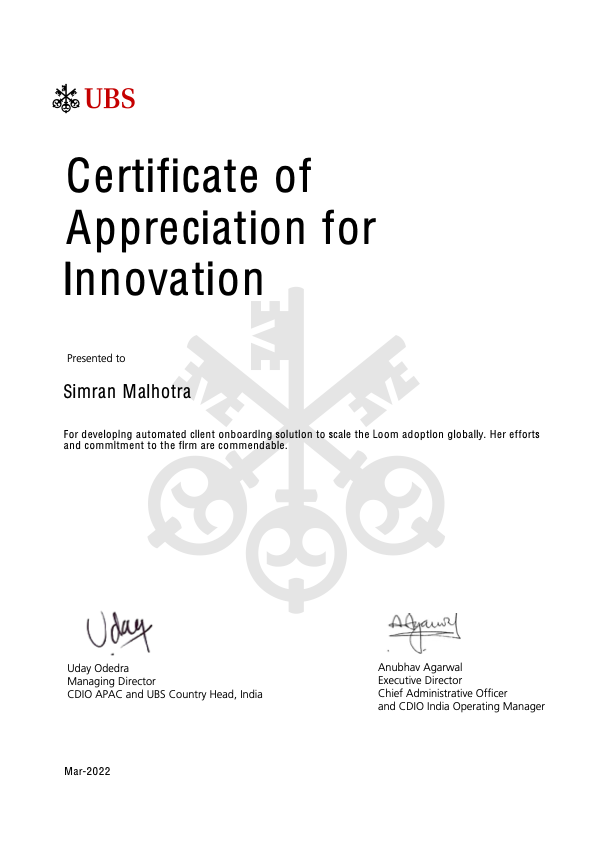 UBS
Certificate of
Appreciation for
Innovation
Presented to
Simran Malhotra
For developing automated client onboarding solution to scale the Loom adoption globally. Her efforts
and commitment to the firm are commendable.
Uday
AAgarwal
Uday Odedra
Managing Director
CDIO APAC and UBS Country Head, India
Anubhav Agarwal
Executive Director
Chief Administrative Officer
and CDIO India Operating Manager
Mar-2022